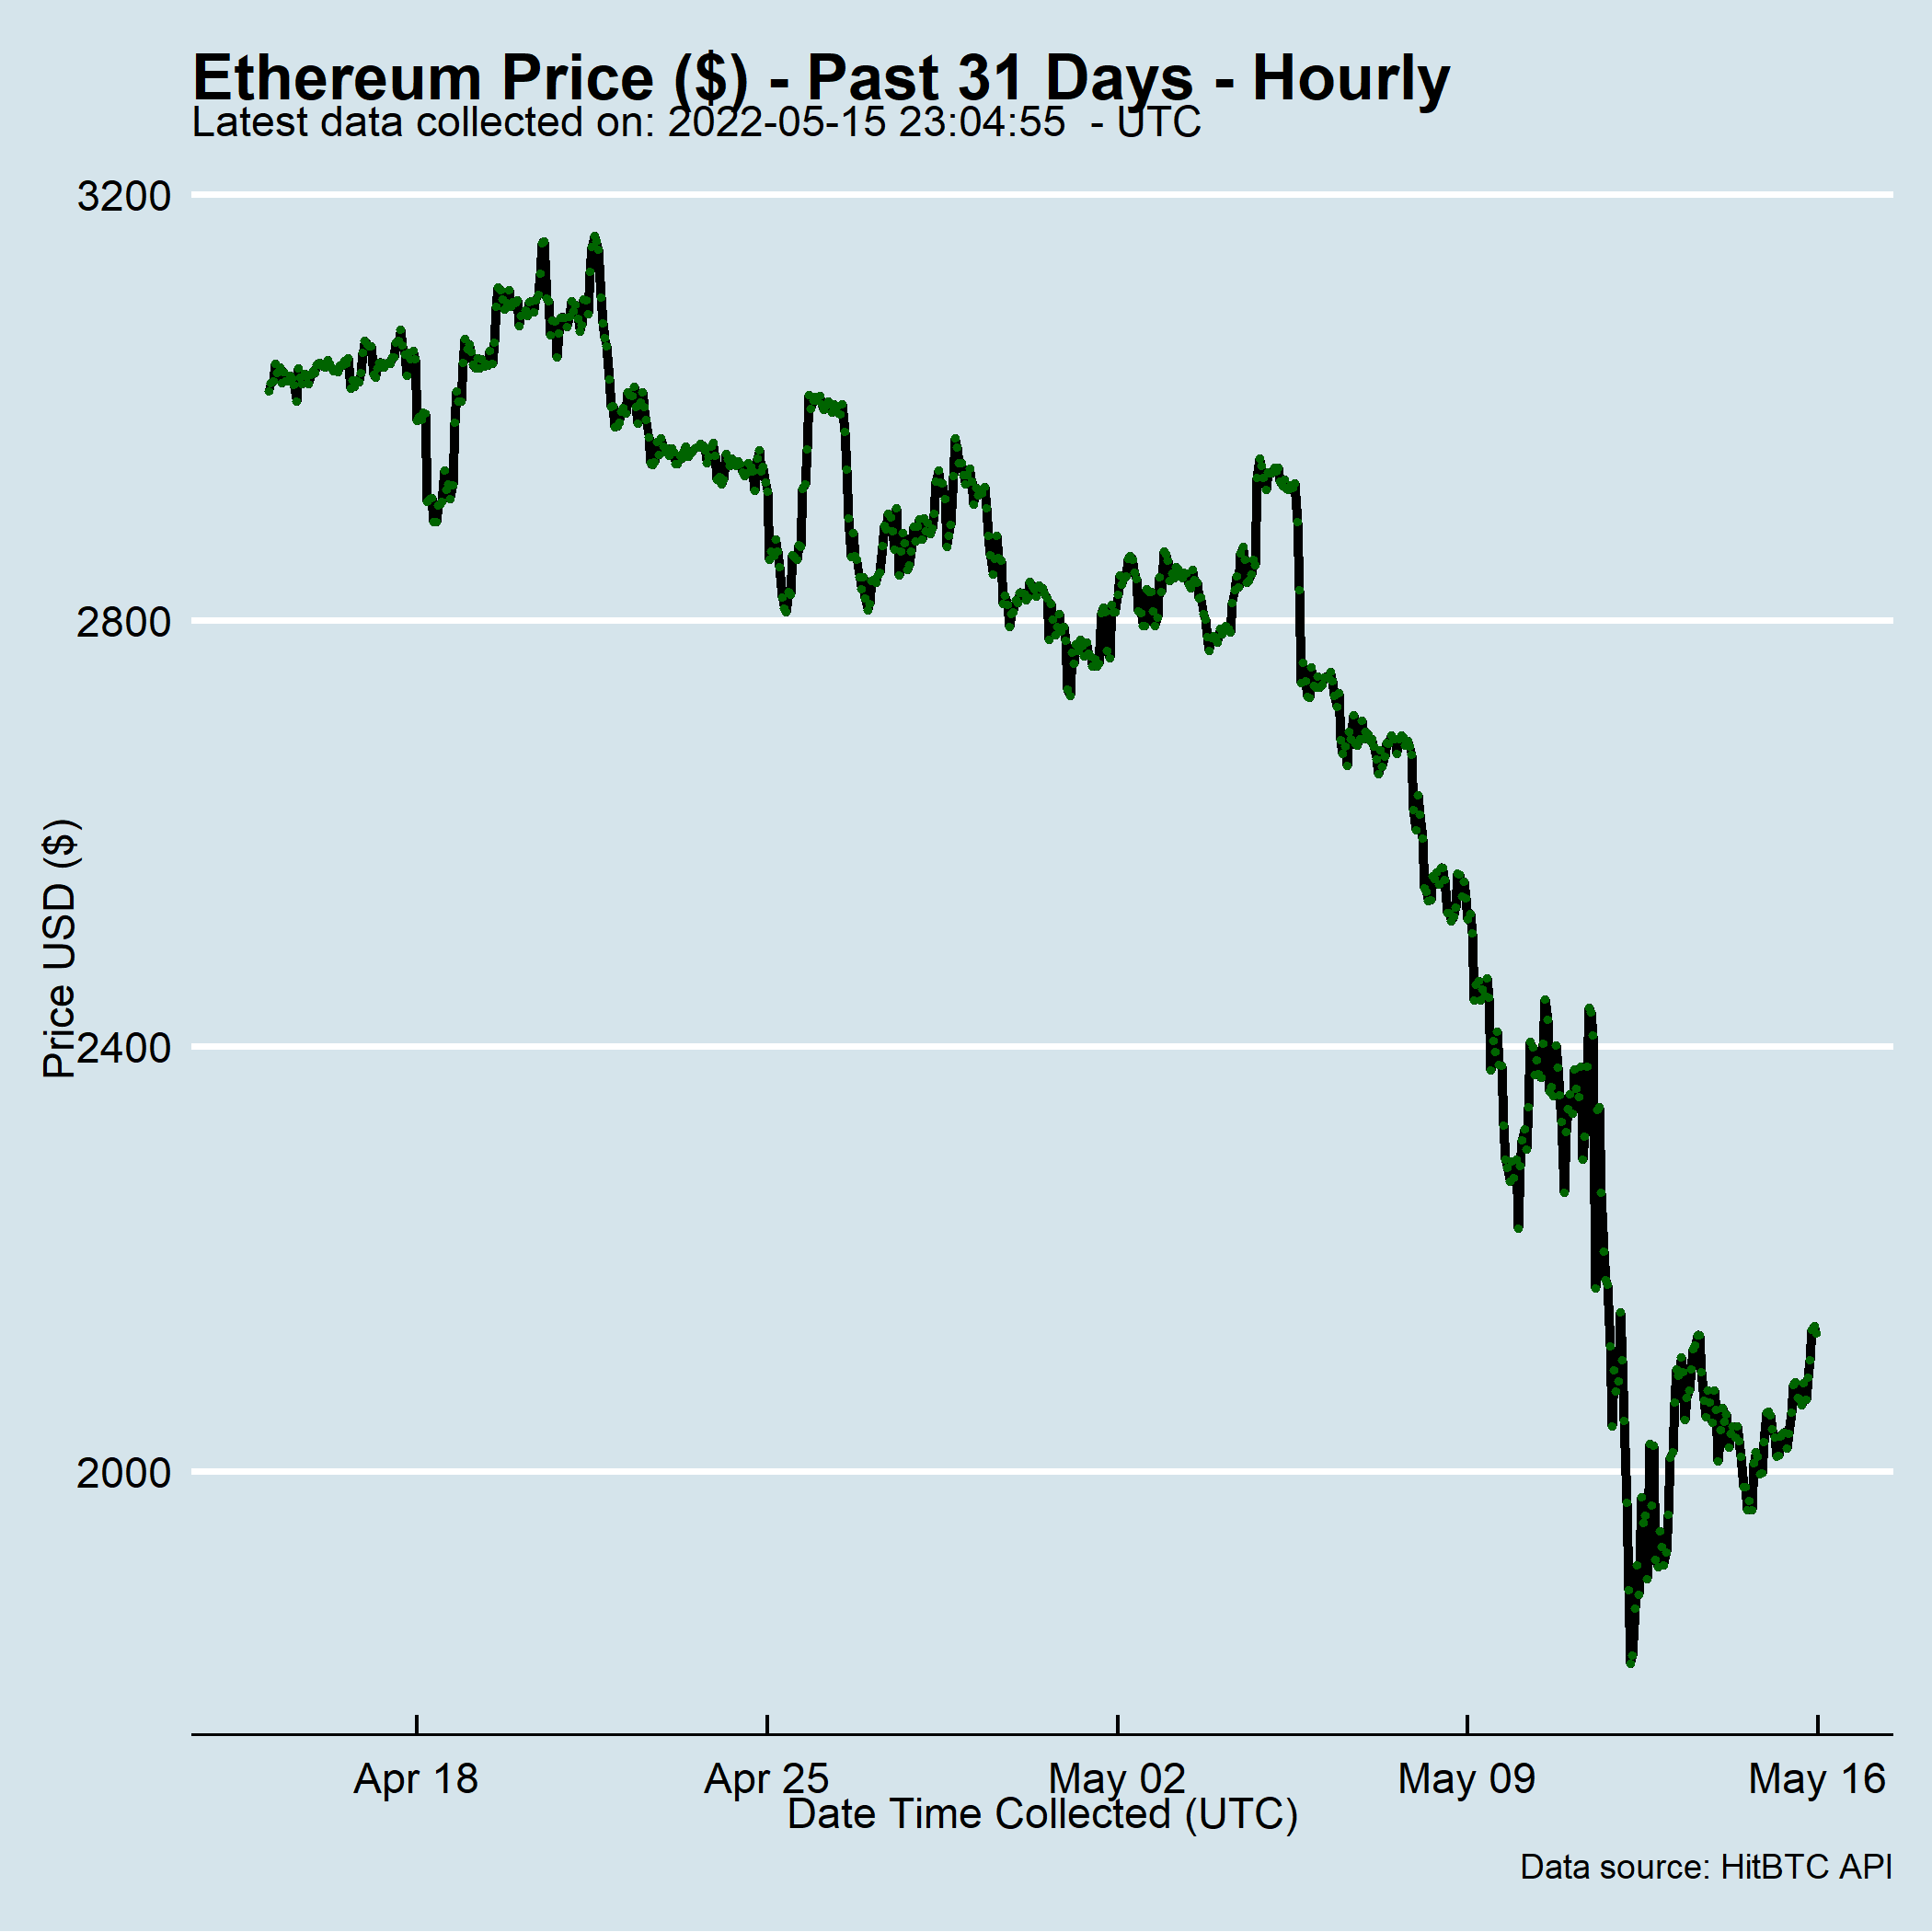 Ethereum Price ($) - Past 31 Days - Hourly
Latest data collected on: 2022-05-15 23:04:55  - UTC
3200
2800
2400
2000
Price USD ($)
Apr 18 Apr 25 May 02 May 09 May 16
Date Time Collected (UTC)
Data source: HitBTC API